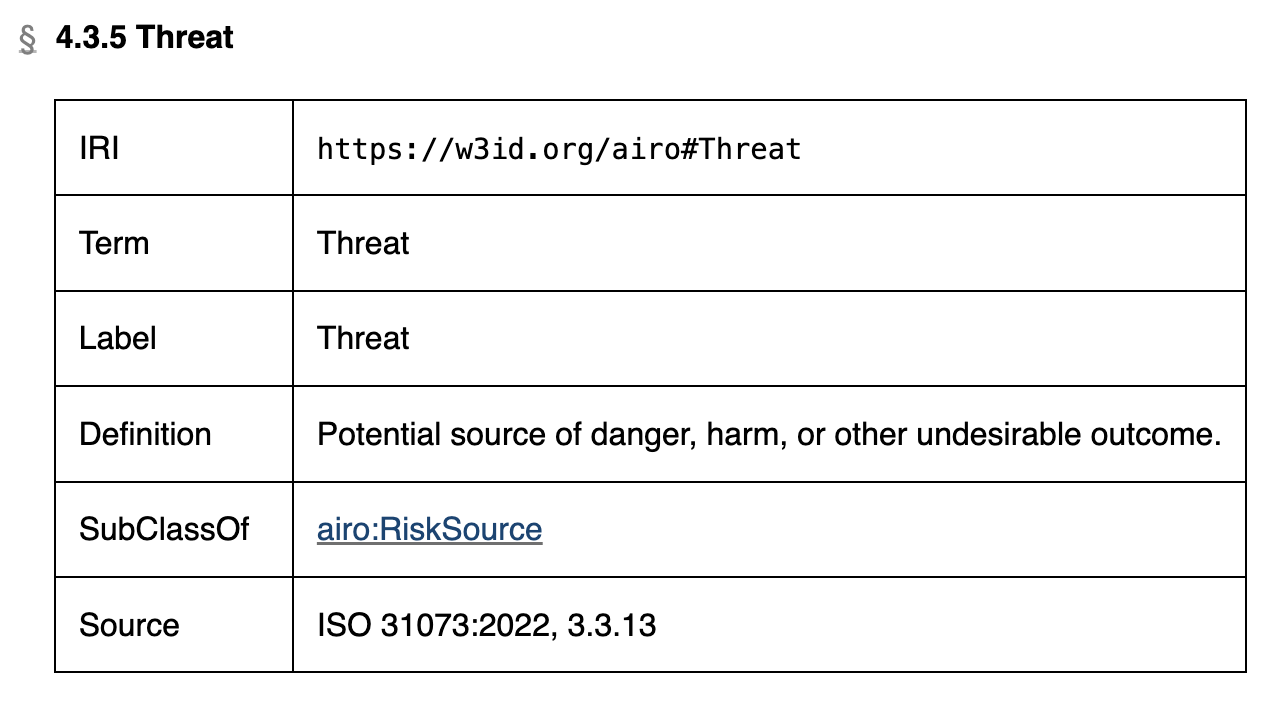 § 4.3.5 Threat
IRI https://w3id.org/airo#Threat
Term Threat
Label Threat
Definition Potential source of danger, harm, or other undesirable outcome.
SubClassOf airo:RiskSource
Source ISO 31073:2022, 3.3.13